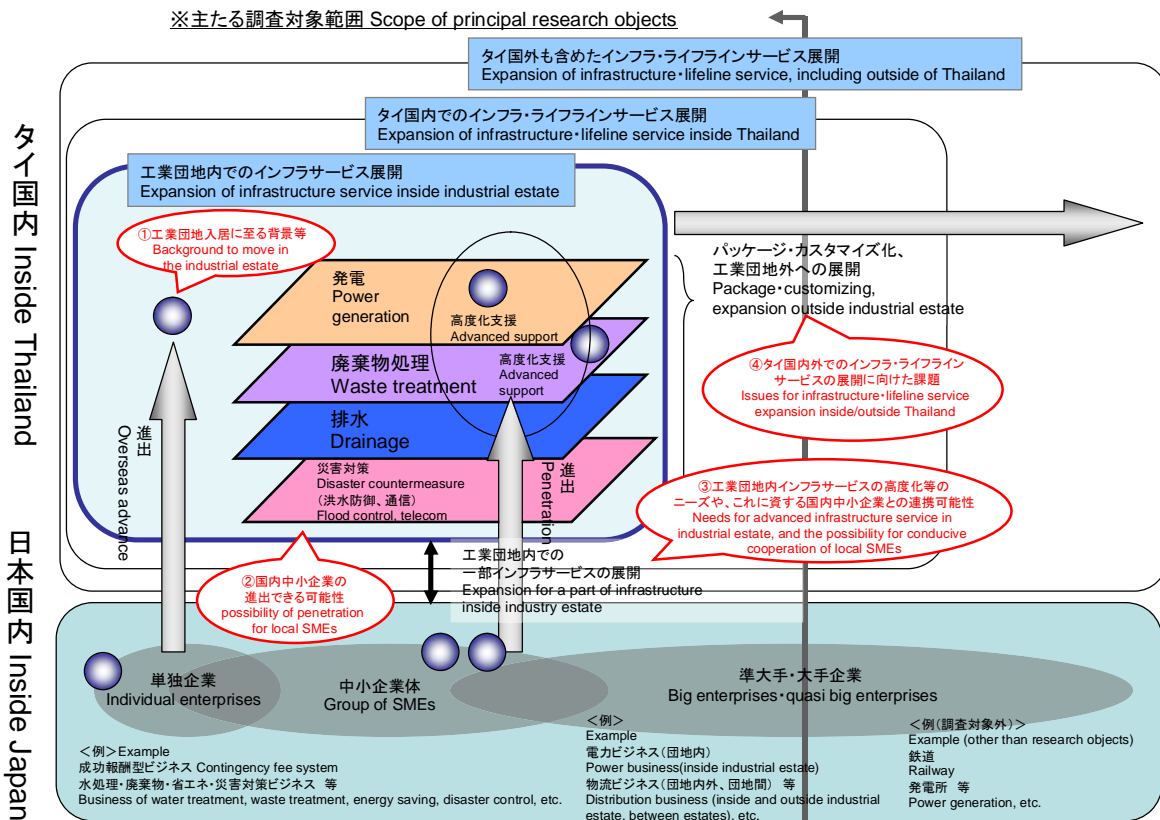 ※主たる調査対象範囲 Scope of principal research objects
タイ国外も含めたインフラ・ライフラインサービス展開
Expansion of infrastructure・lifeline service, including outside of Thailand
タイ国内でのインフラ・ライフラインサービス展開
Expansion of infrastructure・lifeline service inside Thailand
工業団地内でのインフラサービス展開
Expansion of infrastructure service inside industrial estate
タイ国内 Inside Thailand
①工業団地入居に至る背景等
Background to move in
the industrial estate
発電
Power
generation
高度化支援
Advanced support
廃棄物処理
Waste treatment
高度化支援
Advanced
support
排水
Drainage
災害対策
Disaster countermeasure
(洪水防御、通信)
Flood control, telecom
進出
Overseas advance
進出
Penetration
パッケージ・カスタマイズ化、
工業団地外への展開
Package・customizing,
expansion outside industrial estate
④タイ国内外でのインフラ・ライフライン
サービスの展開に向けた課題
Issues for infrastructure・lifeline service
expansion inside/outside Thailand
③工業団地内インフラサービスの高度化等の
ニーズや、これに資する国内中小企業との連携可能性
Needs for advanced infrastructure service in
industrial estate, and the possibility for conducive
cooperation of local SMEs
②国内中小企業の
進出できる可能性
possibility of penetration
for local SMEs
工業団地内での
一部インフラサービスの展開
Expansion for a part of infrastructure
inside industry estate
日本国内 Inside Japan
単独企業
Individual enterprises
中小企業体
Group of SMEs
準大手・大手企業
Big enterprises・quasi big enterprises
＜例＞Example
成功報酬型ビジネス Contingency fee system
水処理・廃棄物・省エネ・災害対策ビジネス 等
Business of water treatment, waste treatment, energy saving, disaster control, etc.
＜例＞
Example
電力ビジネス(団地内)
Power business(inside industrial estate)
物流ビジネス(団地内外、団地間) 等
Distribution business (inside and outside industrial
estate, between estates), etc.
＜例(調査対象外)＞
Example (other than research objects)
鉄道
Railway
発電所 等
Power generation, etc.